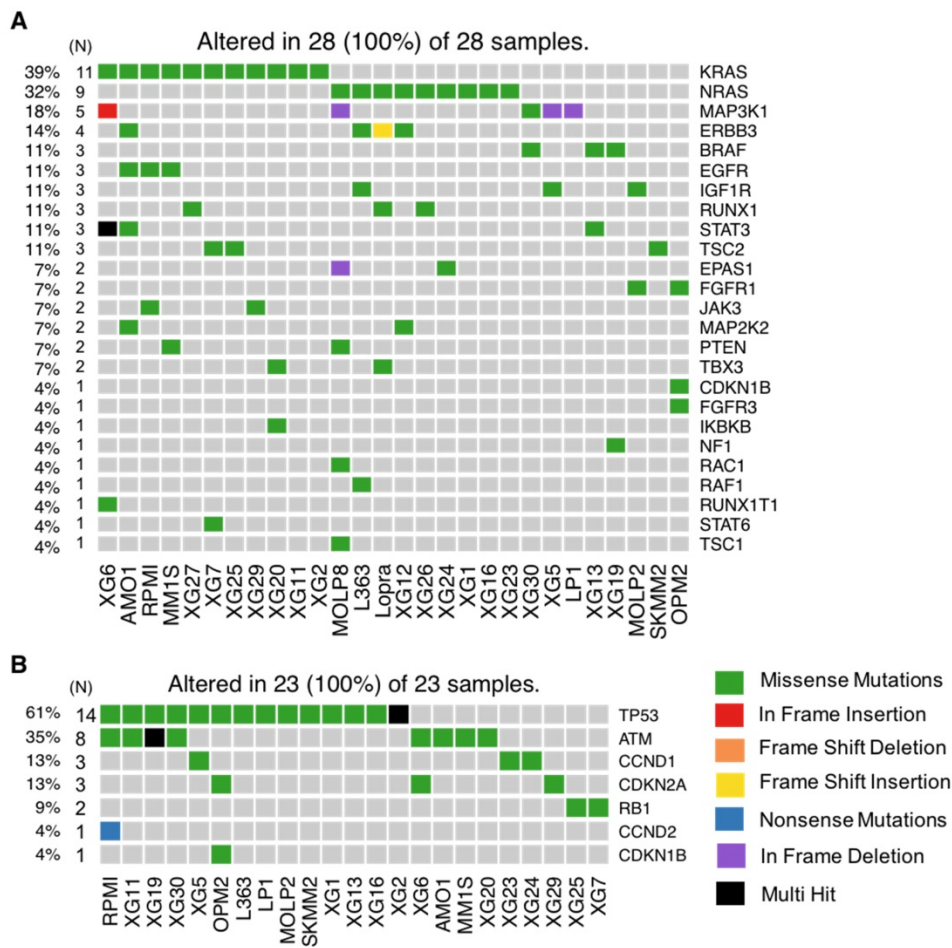 A
(N)
Altered in 28 (100%) of 28 samples.
39% 11 KRAS
32% 9 NRAS
18% 5 MAP3K1
14% 4 ERBB3
11% 3 BRAF
11% 3 EGFR
11% 3 IGF1R
11% 3 RUNX1
11% 3 STAT3
11% 3 TSC2
7% 2 EPAS1
7% 2 FGFR1
7% 2 JAK3
7% 2 MAP2K2
7% 2 PTEN
7% 2 TBX3
4% 1 CDKN1B
4% 1 FGFR3
4% 1 IKBKB
4% 1 NF1
4% 1 RAC1
4% 1 RAF1
4% 1 RUNX1T1
4% 1 STAT6
4% 1 TSC1
XG6 AMO1 RPMI MM1S XG27 XG7 XG25 XG29 XG20 XG11 XG2 MOLP8 L363 Lopra XG12 XG26 XG24 XG1 XG16 XG23 XG30 XG5 LP1 XG13 XG19 MOLP2 SKMM2 OPM2
B
(N)
Altered in 23 (100%) of 23 samples.
61% 14 TP53
35% 8 ATM
13% 3 CCND1
13% 3 CDKN2A
9% 2 RB1
4% 1 CCND2
4% 1 CDKN1B
RPMI XG11 XG19 XG30 XG5 OPM2 L363 LP1 MOLP2 SKMM2 XG1 XG13 XG16 XG2 XG6 AMO1 MM1S XG20 XG23 XG24 XG29 XG25 XG7
Missense Mutations
In Frame Insertion
Frame Shift Deletion
Frame Shift Insertion
Nonsense Mutations
In Frame Deletion
Multi Hit